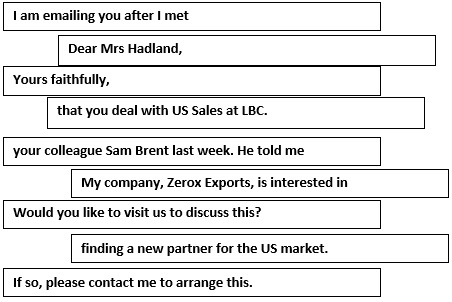 I am emailing you after I met
Dear Mrs Hadland,
Yours faithfully,
that you deal with US Sales at LBC.
your colleague Sam Brent last week. He told me
My company, Zerox Exports, is interested in
Would you like to visit us to discuss this?
finding a new partner for the US market.
If so, please contact me to arrange this.